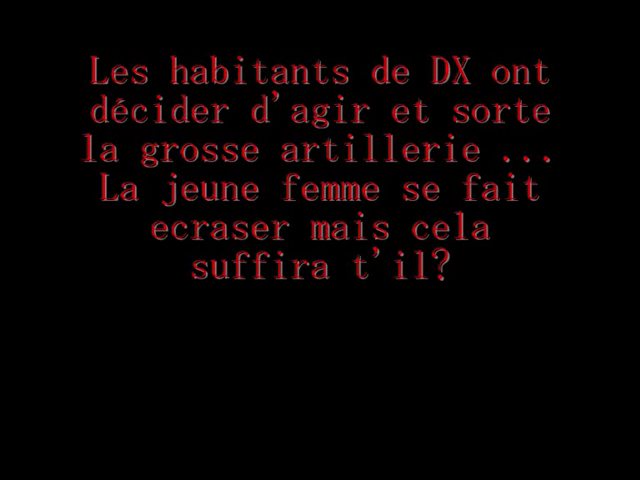 Les habitants de DX ont
décider d'agir et sorte
la grosse artillerie ...
La jeune femme se fait
ecraser mais cela
suffira t'il?